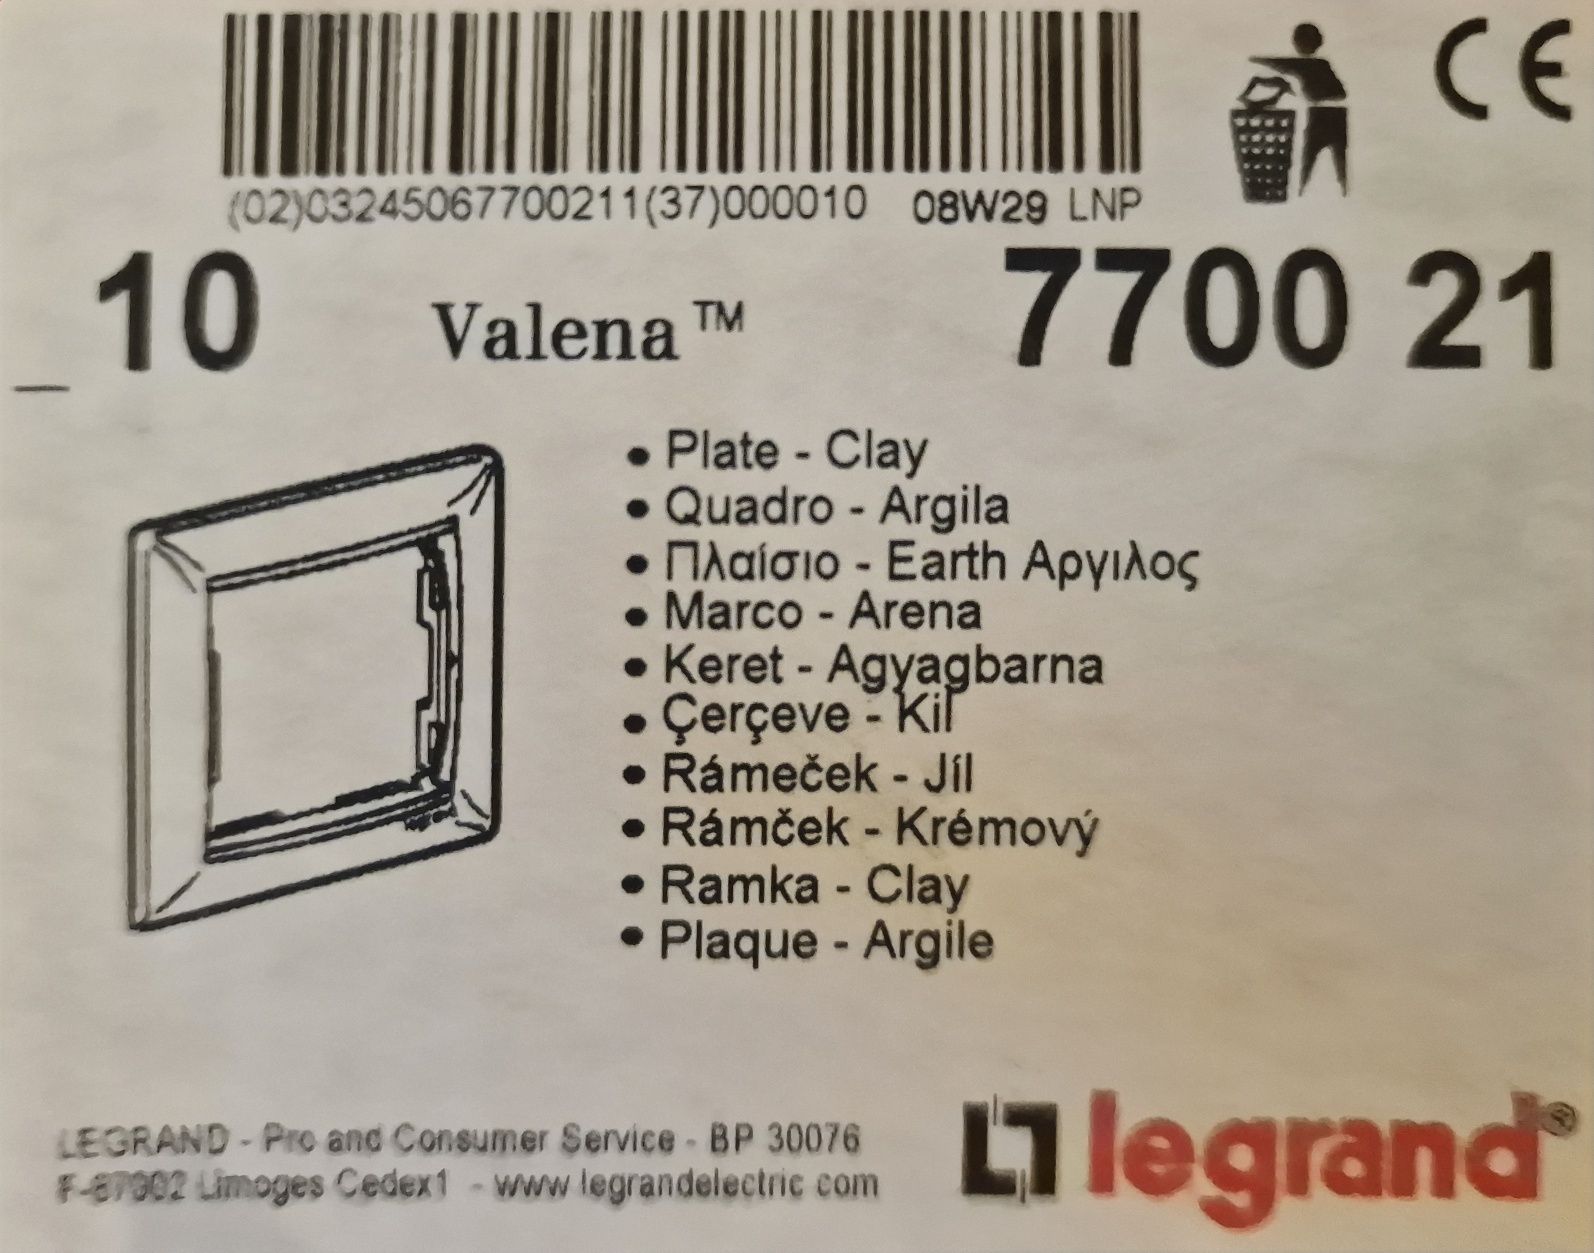 (02)03245067700211(37)000010 08W29 LNP
CE
10 Valena™ 7700 21
• Plate - Clay
• Quadro - Argila
• Πλαίσιο - Earth Αργιλος
• Marco - Arena
• Keret - Agyagbarna
• Çerçeve - Kil
• Rámeček - Jíl
• Rámček - Krémový
• Ramka - Clay
• Plaque - Argile
LEGRAND - Pro and Consumer Service - BP 30076
F-87002 Limoges Cedex1 - www legrandelectric com
legrand®